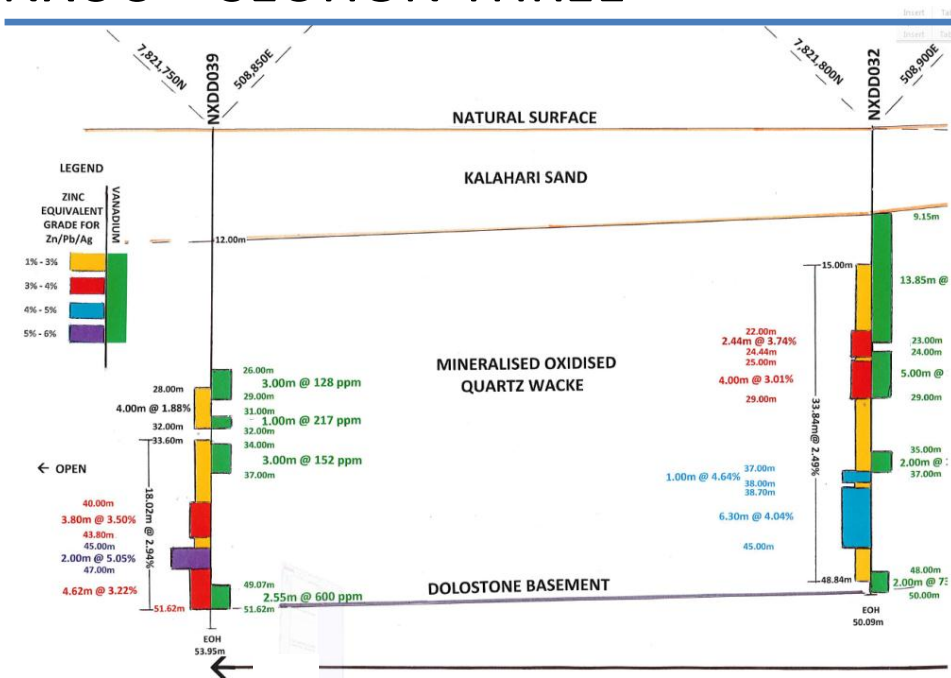 7,821,750N
NXDD039
508,850E
7,821,800N
NXDD032
508,900E
Insert
Insert
NATURAL SURFACE
KALAHARI SAND
LEGEND
ZINC
EQUIVALENT
GRADE FOR
Zn/Pb/Ag
VANADIUM
1% - 3%
3% - 4%
4% - 5%
5% - 6%
12.00m
MINERALISED OXIDISED
QUARTZ WACKE
← OPEN
28.00m
4.00m @ 1.88%
32.00m
33.60m
18.02m @ 2.94%
40.00m
3.80m @ 3.50%
43.80m
45.00m
2.00m @ 5.05%
47.00m
4.62m @ 3.22%
51.62m
26.00m
3.00m @ 128 ppm
29.00m
31.00m
1.00m @ 217 ppm
32.00m
34.00m
3.00m @ 152 ppm
37.00m
49.07m
2.55m @ 600 ppm
51.62m
EOH
53.95m
DOLOSTONE BASEMENT
15.00m
22.00m
2.44m @ 3.74%
24.44m
25.00m
4.00m @ 3.01%
29.00m
33.84m@ 2.49%
37.00m
1.00m @ 4.64%
38.00m
38.70m
6.30m @ 4.04%
45.00m
48.84m
9.15m
13.85m @
23.00m
24.00m
5.00m @
29.00m
35.00m
2.00m @
37.00m
48.00m
2.00m @ 73
50.00m
EOH
50.09m